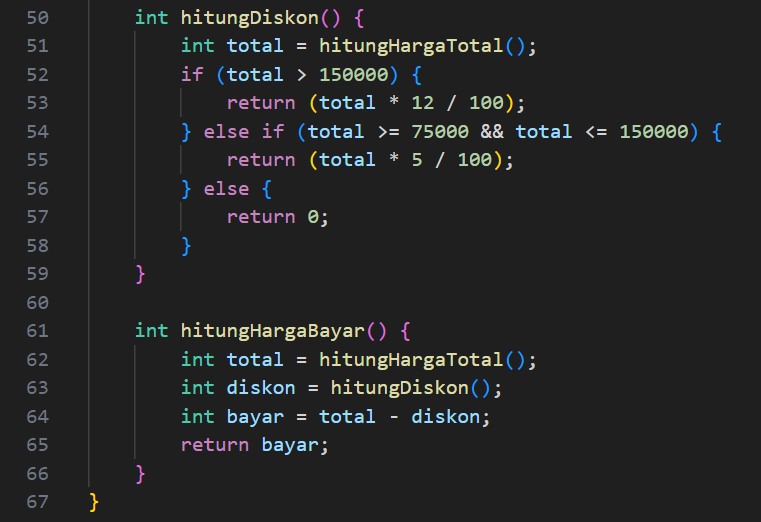 50 int hitungDiskon() {
51 int total = hitungHargaTotal();
52 if (total > 150000) {
53 return (total * 12 / 100);
54 } else if (total >= 75000 && total <= 150000) {
55 return (total * 5 / 100);
56 } else {
57 return 0;
58 }
59 }
60
61 int hitungHargaBayar() {
62 int total = hitungHargaTotal();
63 int diskon = hitungDiskon();
64 int bayar = total - diskon;
65 return bayar;
66 }
67 }